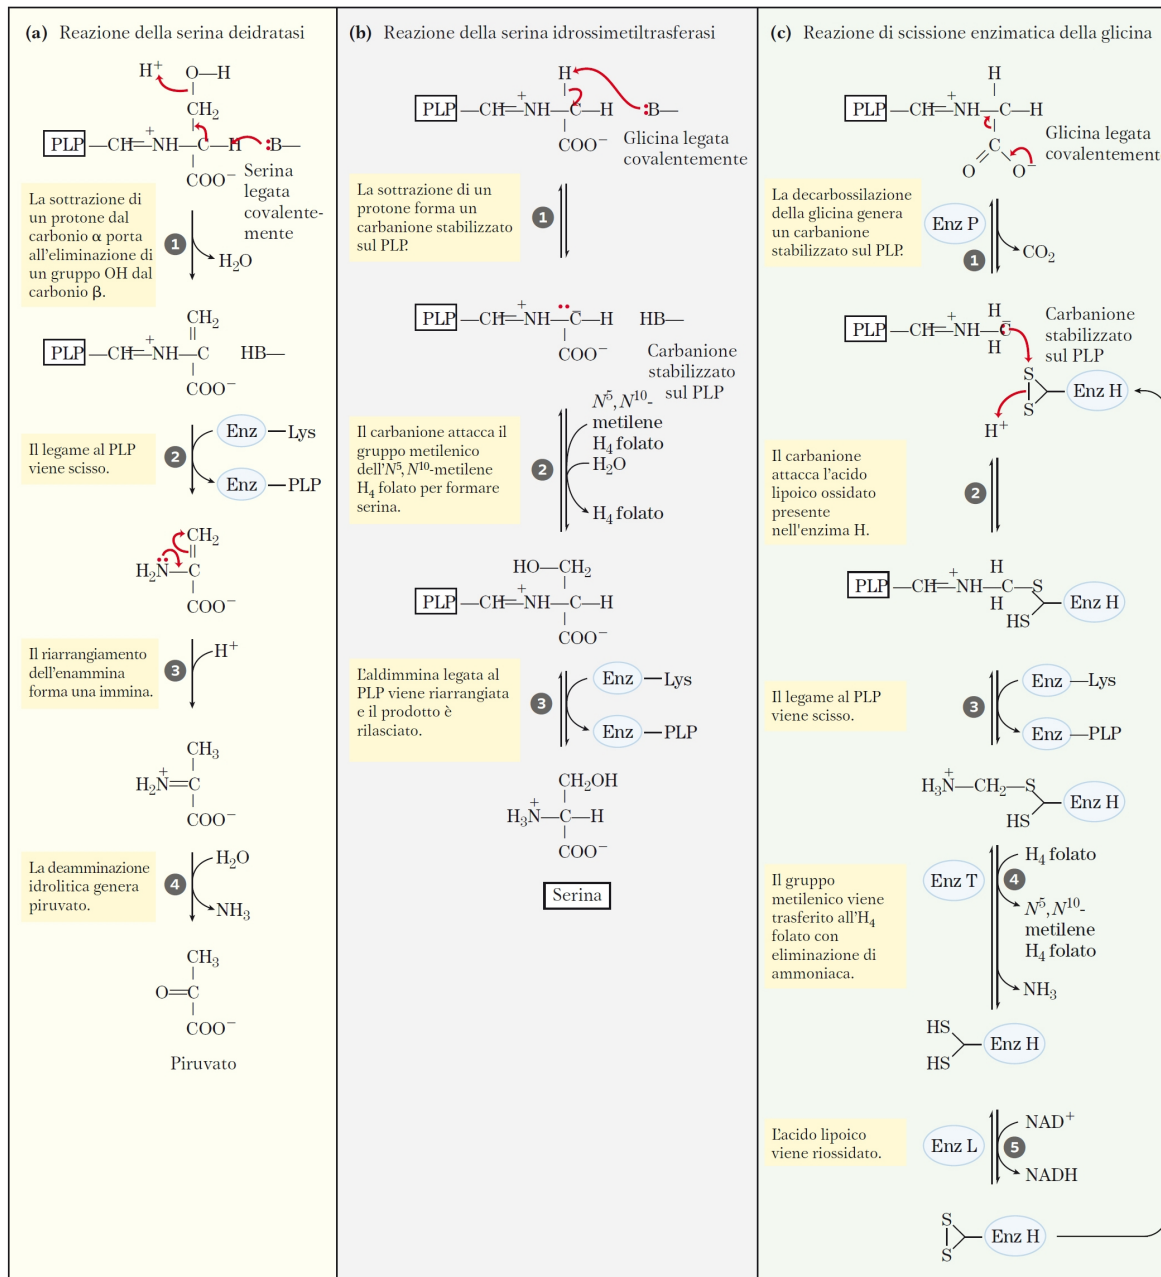 (a) Reazione della serina deidratasi
H⁺ O—H
CH₂
PLP —CH=NH—C—H :B—
+
COO⁻
Serina
legata
covalente-
mente
La sottrazione di
un protone dal
carbonio α porta
all'eliminazione di
un gruppo OH dal
carbonio β.
1
H₂O
CH₂
PLP —CH=NH—C HB—
+
COO⁻
Il legame al PLP
viene scisso.
2
Enz —Lys
Enz —PLP
CH₂
H₂N—C
COO⁻
Il riarrangiamento
dell'enammina
forma una immina.
3
H⁺
CH₃
+
H₂N=C
COO⁻
La deamminazione
idrolitica genera
piruvato.
4
H₂O
NH₃
CH₃
O=C
COO⁻
Piruvato
(b) Reazione della serina idrossimetiltrasferasi
H
+
PLP —CH=NH—C—H :B—
COO⁻
Glicina legata
covalentemente
La sottrazione di un
protone forma un
carbanione stabilizzato
sul PLP.
1
+
PLP —CH=NH—C̄—H HB—
COO⁻
Carbanione
stabilizzato
sul PLP
Il carbanione attacca il
gruppo metilenico
dell'N⁵, N¹⁰-metilene
H₄ folato per formare
serina.
2
N⁵, N¹⁰-
metilene
H₄ folato
H₂O
H₄ folato
HO—CH₂
+
PLP —CH=NH—C—H
COO⁻
L'aldimmina legata al
PLP viene riarrangiata
e il prodotto è
rilasciato.
3
Enz —Lys
Enz —PLP
CH₂OH
+
H₃N—C—H
COO⁻
Serina
(c) Reazione di scissione enzimatica della glicina
H
+
PLP —CH=NH—C—H
C
O O⁻
Glicina legata
covalentemente
La decarbossilazione
della glicina genera
un carbanione
stabilizzato sul PLP.
Enz P
1
CO₂
H
+
PLP —CH=NH—C̄
H
Carbanione
stabilizzato
sul PLP
S
S
Enz H
H⁺
Il carbanione
attacca l'acido
lipoico ossidato
presente
nell'enzima H.
2
H
+
PLP —CH=NH—C—S
H
HS
Enz H
Il legame al PLP
viene scisso.
3
Enz —Lys
Enz —PLP
+
H₃N—CH₂—S
HS
Enz H
Il gruppo
metilenico viene
trasferito all'H₄
folato con
eliminazione di
ammoniaca.
Enz T
4
H₄ folato
N⁵, N¹⁰-
metilene
H₄ folato
NH₃
HS
HS
Enz H
L'acido lipoico
viene riossidato.
Enz L
5
NAD⁺
NADH
S
S
Enz H